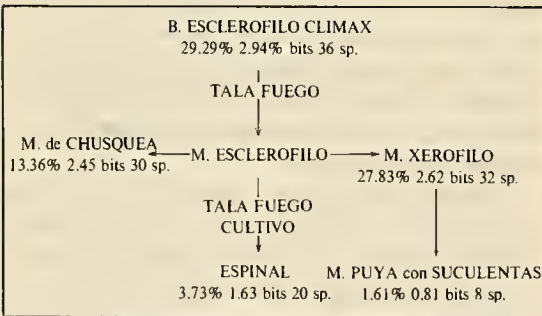 B. ESCLEROFILO CLIMAX
29.29% 2.94% bits 36 sp.
TALA FUEGO
M. de CHUSQUEA
13.36% 2.45 bits 30 sp.
M. ESCLEROFILO
M. XEROFILO
27.83% 2.62 bits 32 sp.
TALA FUEGO
CULTIVO
ESPINAL
3.73% 1.63 bits 20 sp.
M. PUYA con SUCULENTAS
1.61% 0.81 bits 8 sp.